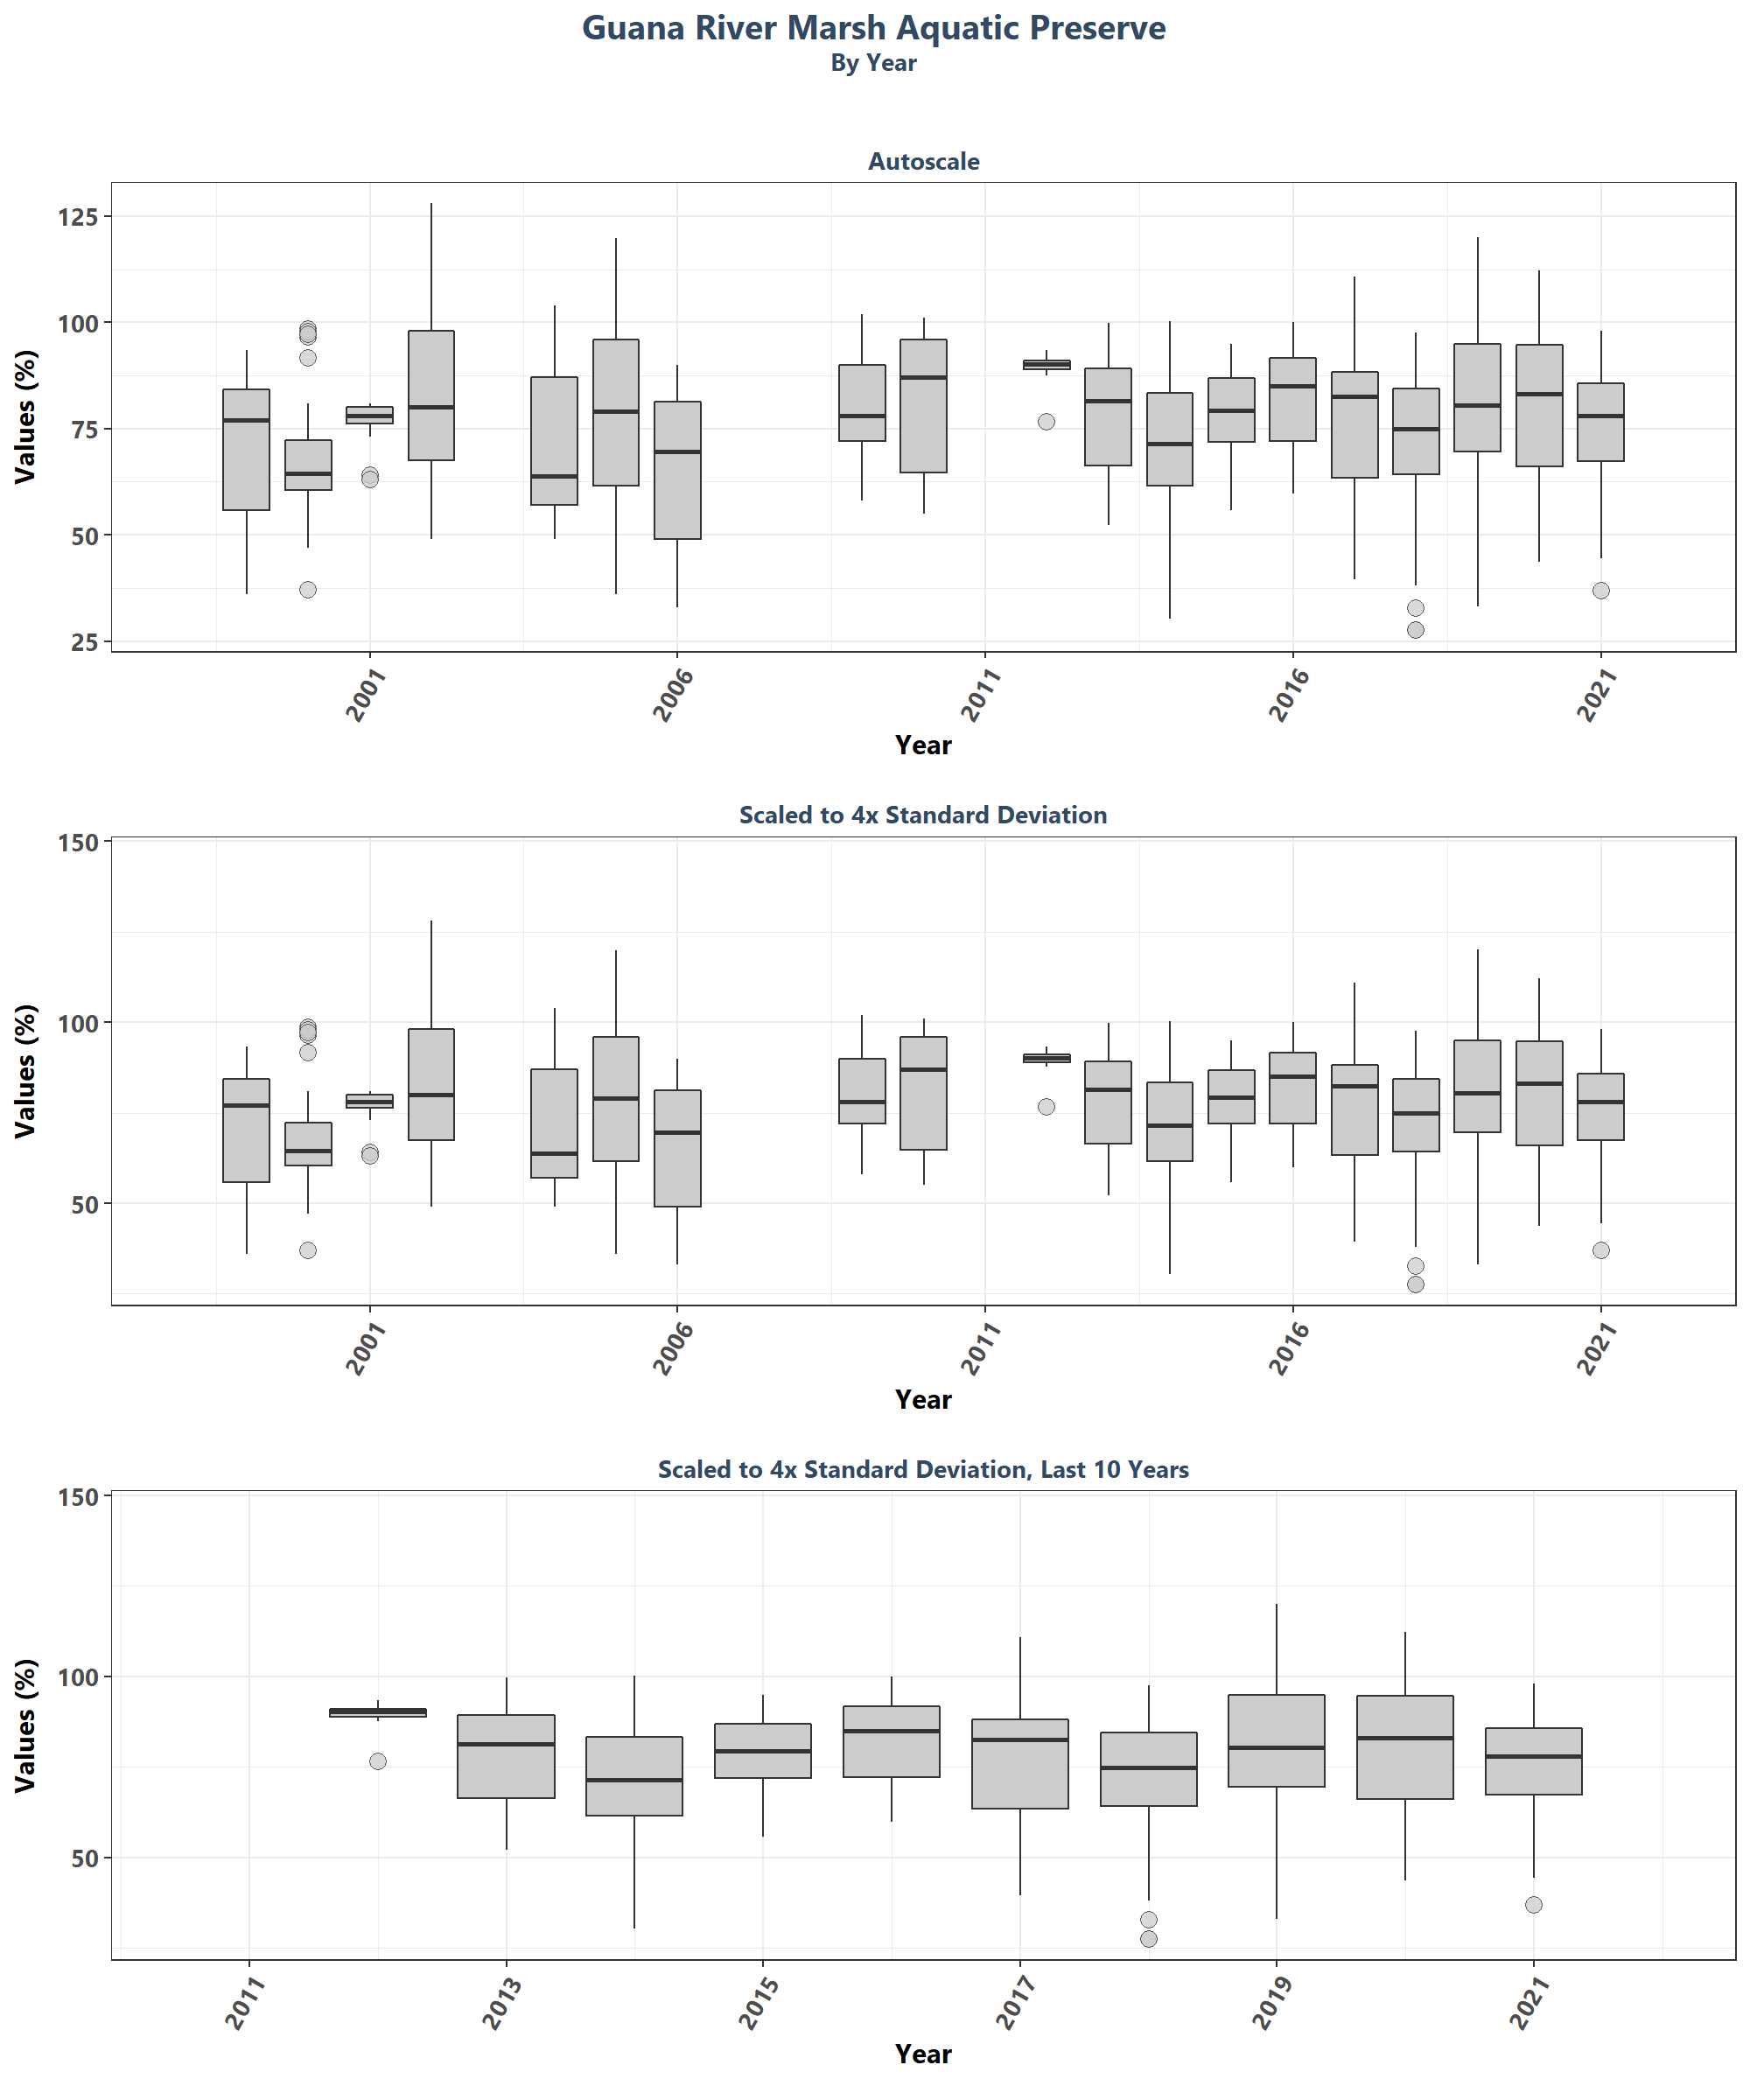 Guana River Marsh Aquatic Preserve
By Year
Autoscale
Values (%)
125
100
75
50
25
2001 2006 2011 2016 2021
Year
Scaled to 4x Standard Deviation
Values (%)
150
100
50
2001 2006 2011 2016 2021
Year
Scaled to 4x Standard Deviation, Last 10 Years
Values (%)
150
100
50
2011 2013 2015 2017 2019 2021
Year